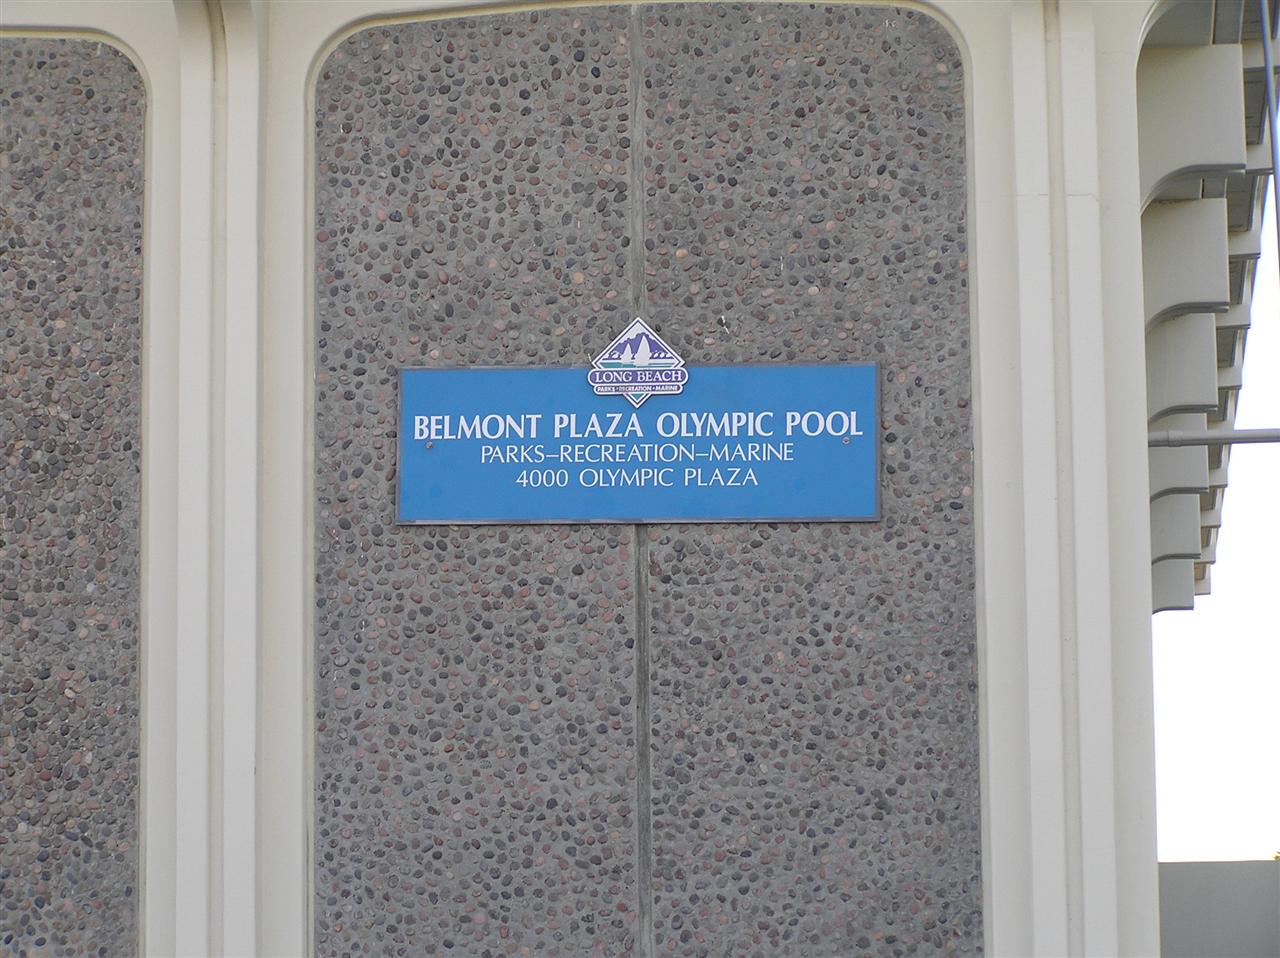 LONG BEACH
PARKS • RECREATION • MARINE
BELMONT PLAZA OLYMPIC POOL
PARKS–RECREATION–MARINE
4000 OLYMPIC PLAZA